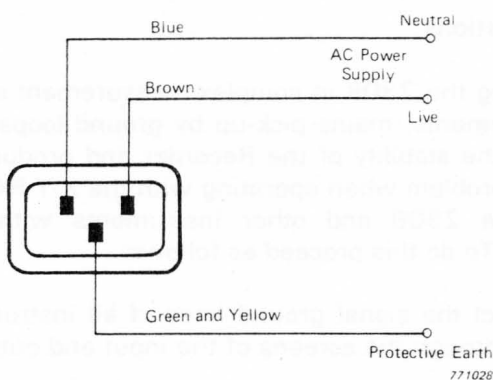 Blue
Neutral
AC Power
Supply
Brown
Live
Green and Yellow
Protective Earth
771028